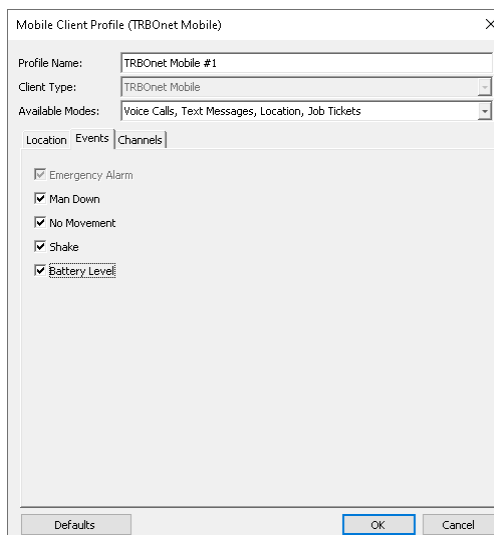 Mobile Client Profile (TRBOnet Mobile)
Profile Name: TRBOnet Mobile #1
Client Type: TRBOnet Mobile
Available Modes: Voice Calls, Text Messages, Location, Job Tickets
Location Events Channels
Emergency Alarm
Man Down
No Movement
Shake
Battery Level
Defaults OK Cancel